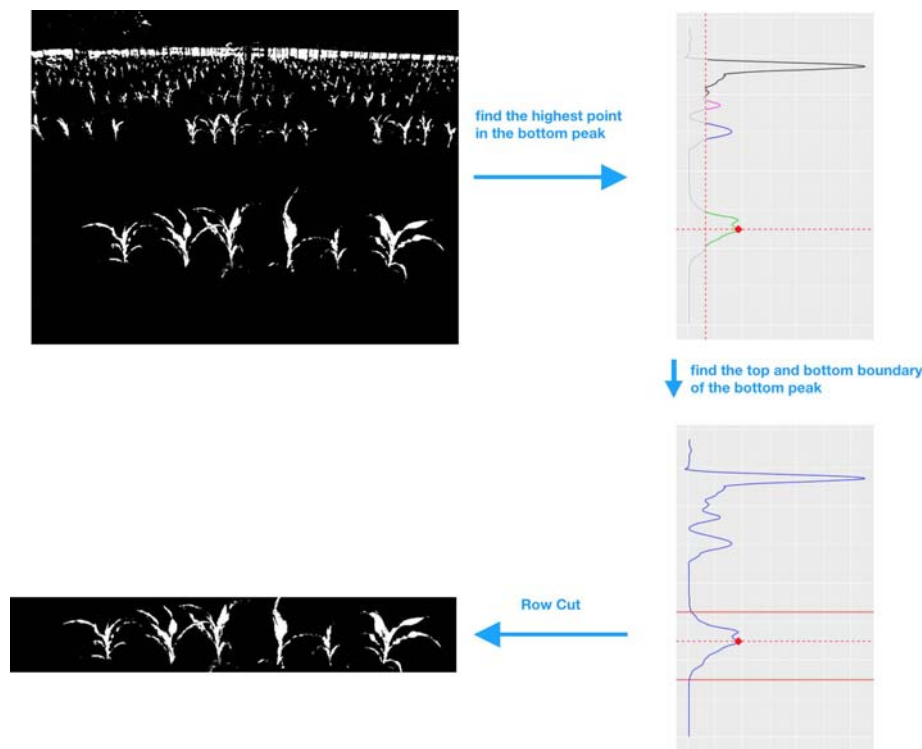 find the highest point
in the bottom peak
find the top and bottom boundary
of the bottom peak
Row Cut